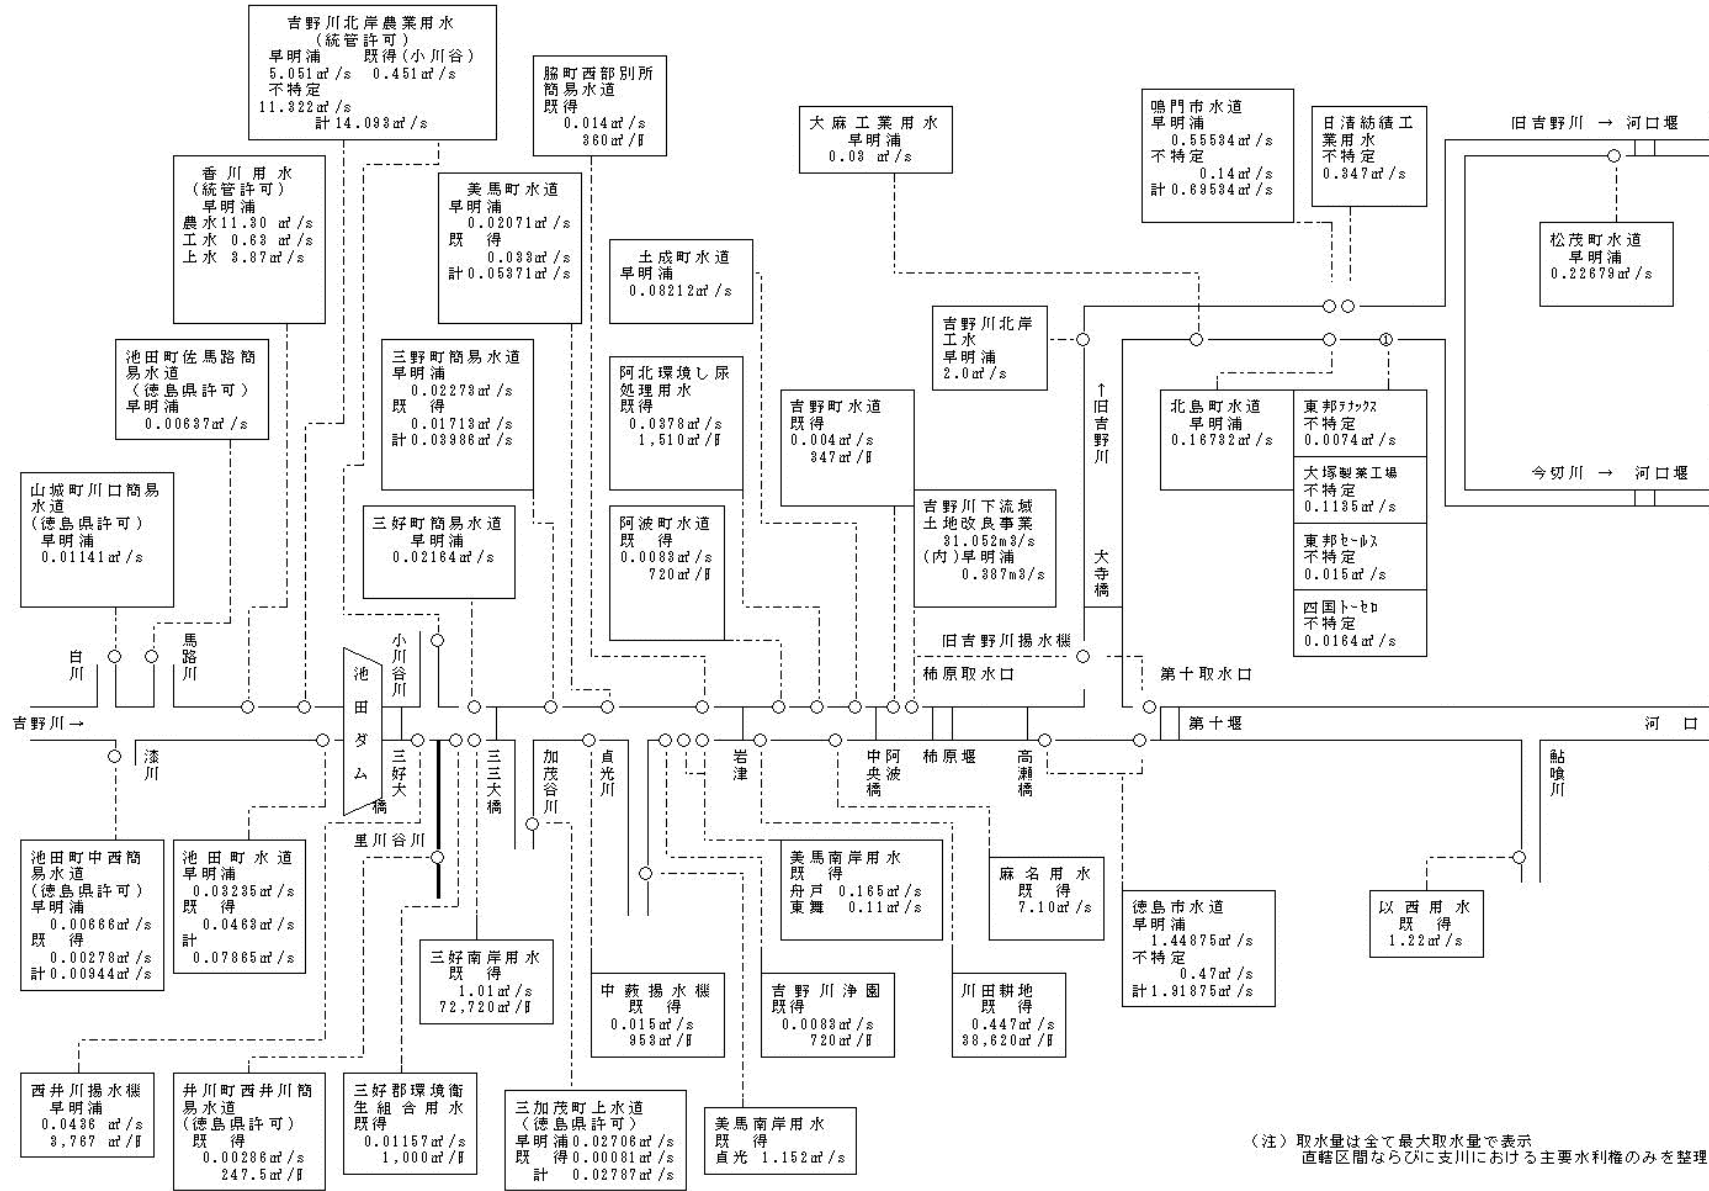 吉野川北岸農業用水
(統管許可)
早明浦 既得(小川谷)
5.051㎥/s 0.451㎥/s
不特定
11.322㎥/s
計14.093㎥/s
脇町西部別所
簡易水道
既得
0.014㎥/s
360㎥/日
大麻工業用水
早明浦
0.03 ㎥/s
鳴門市水道
早明浦
0.55534㎥/s
不特定
0.14㎥/s
計0.69534㎥/s
日清紡績工
業用水
不特定
0.347㎥/s
旧吉野川 → 河口堰
香川用水
(統管許可)
早明浦
農水11.30 ㎥/s
工水 0.63 ㎥/s
上水 3.87㎥/s
美馬町水道
早明浦
0.02071㎥/s
既 得
0.033㎥/s
計0.05371㎥/s
土成町水道
早明浦
0.08212㎥/s
松茂町水道
早明浦
0.22679㎥/s
吉野川北岸
工水
早明浦
2.0㎥/s
池田町佐馬路簡
易水道
(徳島県許可)
早明浦
0.00637㎥/s
三野町簡易水道
早明浦
0.02273㎥/s
既 得
0.01713㎥/s
計0.03986㎥/s
阿北環境し尿
処理用水
既得
0.0378㎥/s
1,510㎥/日
吉野町水道
既得
0.004㎥/s
347㎥/日
①
←旧吉野川
北島町水道
早明浦
0.16732㎥/s
東邦テナックス
不特定
0.0074㎥/s
大塚製薬工場
不特定
0.1135㎥/s
東邦セールス
不特定
0.015㎥/s
四国トーセロ
不特定
0.0164㎥/s
今切川 → 河口堰
山城町川口簡易
水道
(徳島県許可)
早明浦
0.01141㎥/s
三好町簡易水道
早明浦
0.02164㎥/s
阿波町水道
既 得
0.0083㎥/s
720㎥/日
吉野川下流域
土地改良事業
31.052m3/s
(内)早明浦
0.387m3/s
大寺橋
白川
馬路川
小川谷川
旧吉野川揚水機
柿原取水口
第十取水口
吉野川→
池田ダム
第十堰
河口
漆川
三好大橋
三三大橋
加茂谷川
貞光川
岩津
阿波中央橋
柿原堰
高瀬橋
鮎喰川
里川谷川
池田町中西簡
易水道
(徳島県許可)
早明浦
0.00666㎥/s
既 得
0.00278㎥/s
計0.00944㎥/s
池田町水道
早明浦
0.03235㎥/s
既 得
0.0463㎥/s
計
0.07865㎥/s
美馬南岸用水
既 得
舟戸 0.165㎥/s
東舞 0.11㎥/s
麻名用水
既 得
7.10㎥/s
徳島市水道
早明浦
1.44875㎥/s
不特定
0.47㎥/s
計1.91875㎥/s
以西用水
既 得
1.22㎥/s
三好南岸用水
既 得
1.01㎥/s
72,720㎥/日
中薮揚水機
既 得
0.015㎥/s
953㎥/日
吉野川浄園
既得
0.0083㎥/s
720㎥/日
川田耕地
既 得
0.447㎥/s
38,620㎥/日
西井川揚水機
早明浦
0.0436 ㎥/s
3,767 ㎥/日
井川町西井川簡
易水道
(徳島県許可)
既 得
0.00286㎥/s
247.5㎥/日
三好郡環境衛
生組合用水
既得
0.01157㎥/s
1,000㎥/日
三加茂町上水道
(徳島県許可)
早明浦0.02706㎥/s
既 得0.00081㎥/s
計 0.02787㎥/s
美馬南岸用水
既 得
貞光 1.152㎥/s
(注) 取水量は全て最大取水量で表示
直轄区間ならびに支川における主要水利権のみを整理